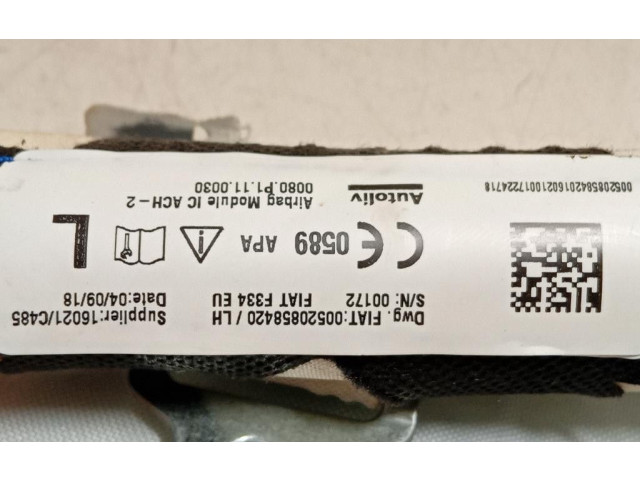 Dwg. FIAT:00520858420 / LH Supplier:16021/C485
S/N: 00172 FIAT F334 EU Date:04/09/18
CE 0589 APA L
Autoliv Airbag Module IC ACH-2
0080.P1.11.0030
00520858420160210017224718